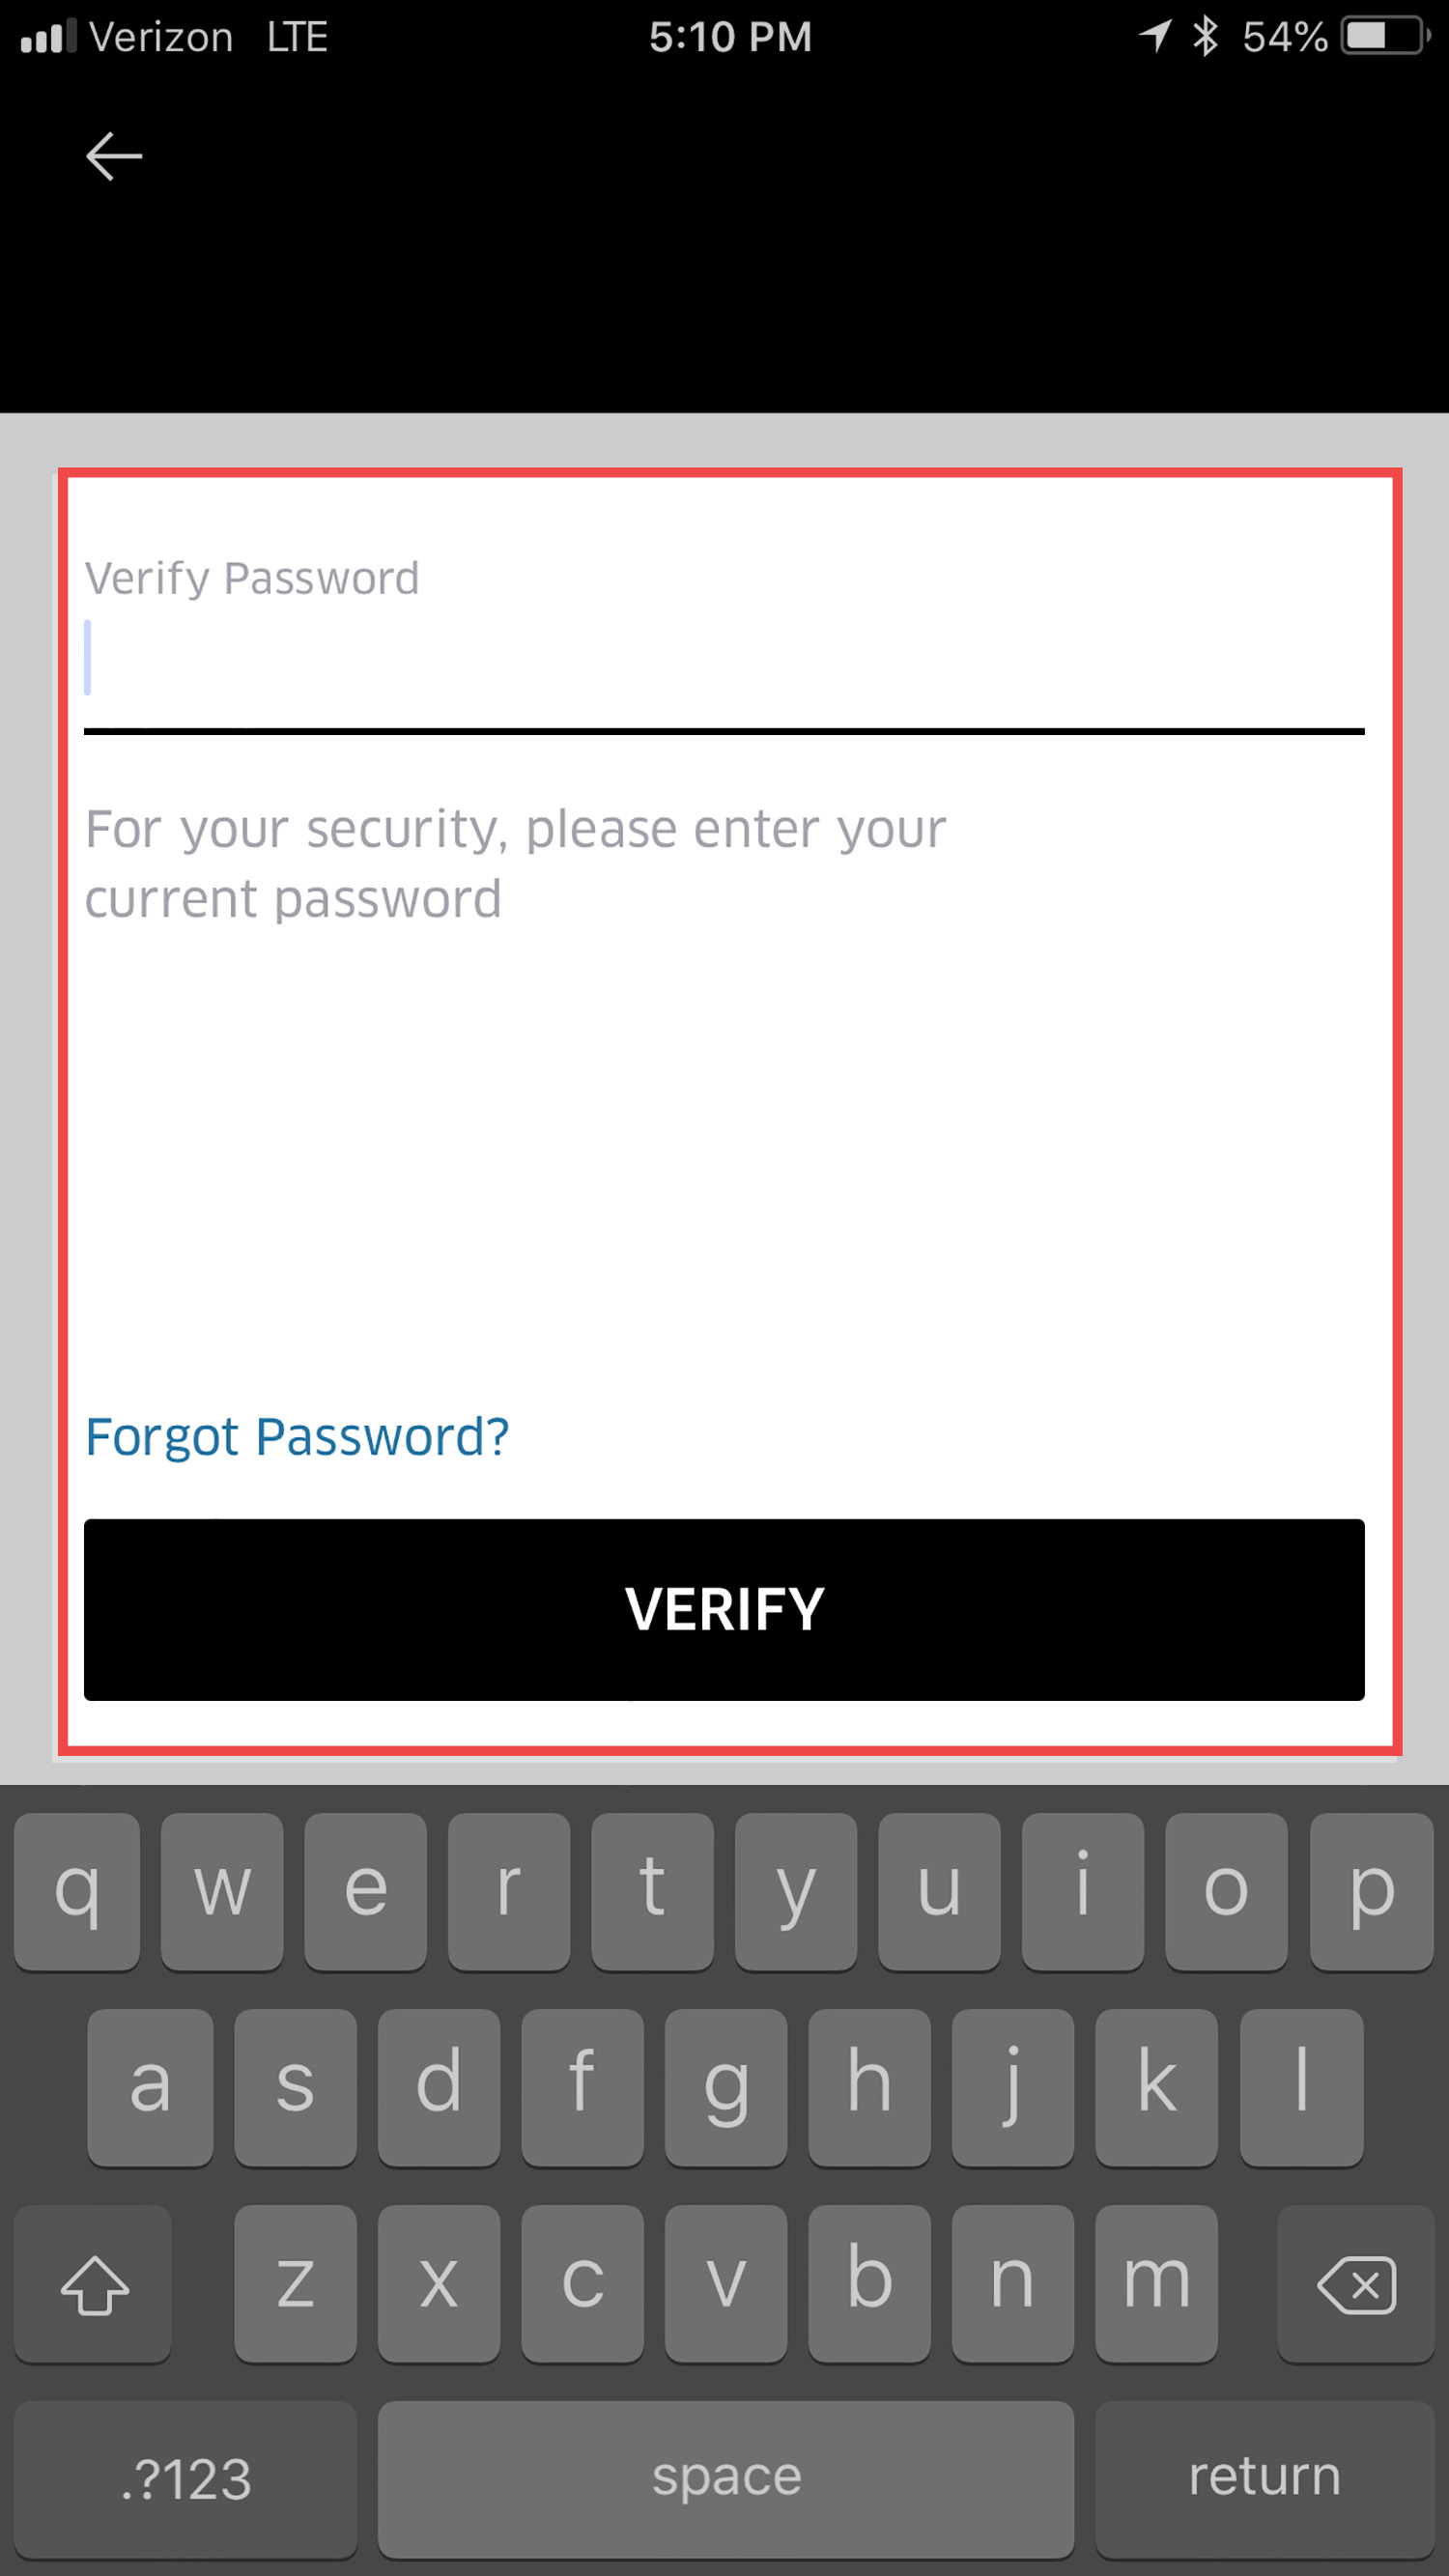 Verizon LTE 5:10 PM 54%
Verify Password
For your security, please enter your
current password
Forgot Password?
VERIFY
q w e r t y u i o p
a s d f g h j k l
z x c v b n m
.?123 space return